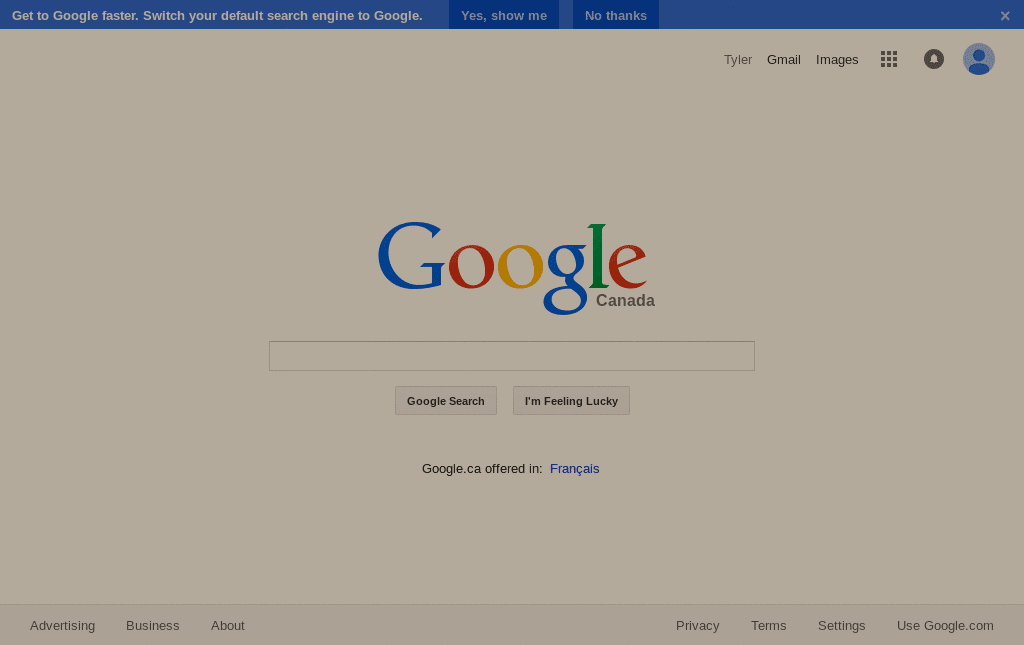 Get to Google faster. Switch your default search engine to Google. Yes, show me No thanks ×
Tyler Gmail Images
Google
Canada
Google Search I'm Feeling Lucky
Google.ca offered in: Français
Advertising Business About Privacy Terms Settings Use Google.com